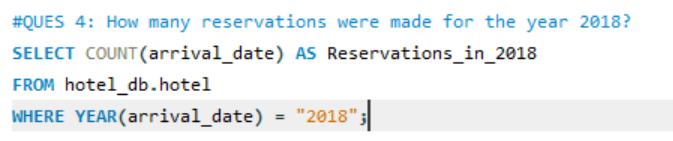 #QUES 4: How many reservations were made for the year 2018?
SELECT COUNT(arrival_date) AS Reservations_in_2018
FROM hotel_db.hotel
WHERE YEAR(arrival_date) = "2018";